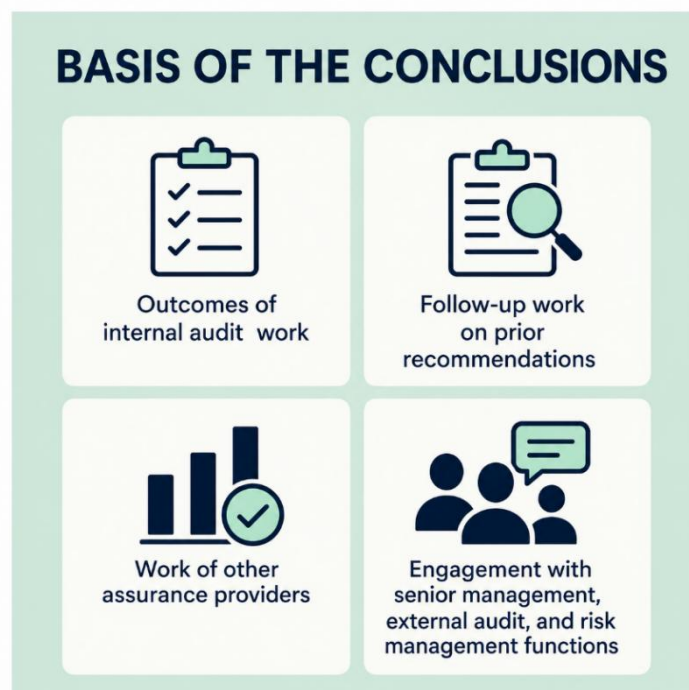 BASIS OF THE CONCLUSIONS
Outcomes of
internal audit work
Follow-up work
on prior
recommendations
Work of other
assurance providers
Engagement with
senior management,
external audit, and risk
management functions